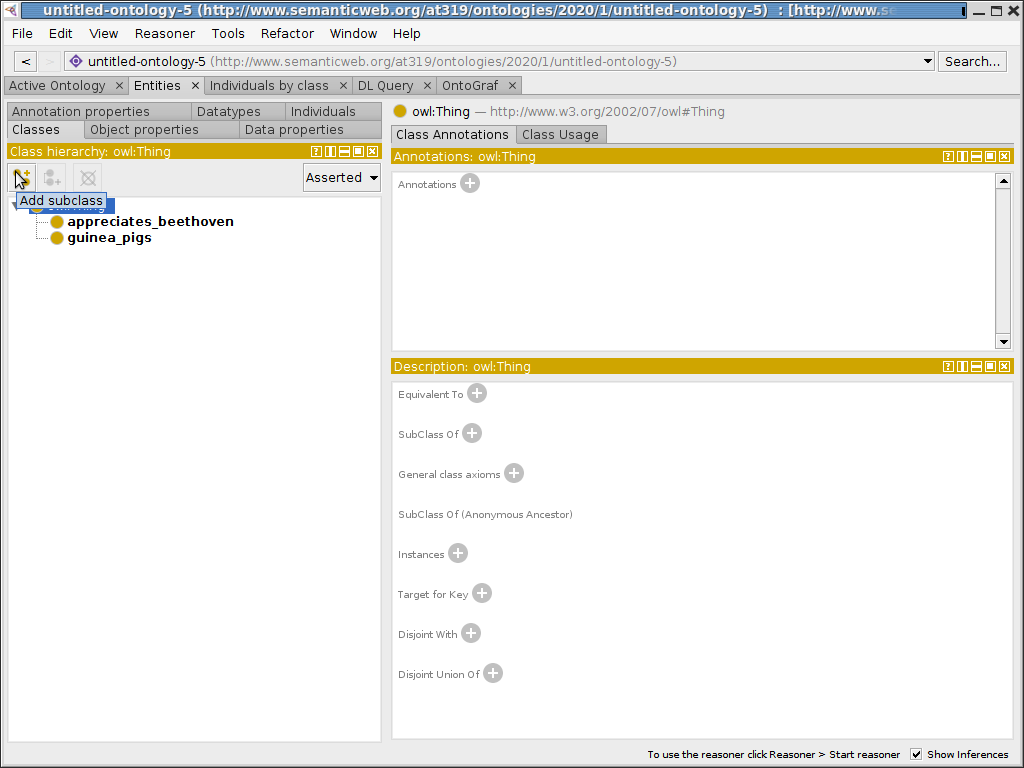 untitled-ontology-5 (http://www.semanticweb.org/at319/ontologies/2020/1/untitled-ontology-5) : [http://www.se
File Edit View Reasoner Tools Refactor Window Help
< > untitled-ontology-5 (http://www.semanticweb.org/at319/ontologies/2020/1/untitled-ontology-5) Search...
Active Ontology × Entities × Individuals by class × DL Query × OntoGraf ×
Annotation properties Datatypes Individuals
Classes Object properties Data properties
Class hierarchy: owl:Thing
Asserted
Add subclass
appreciates_beethoven
guinea_pigs
owl:Thing — http://www.w3.org/2002/07/owl#Thing
Class Annotations Class Usage
Annotations: owl:Thing
Annotations
Description: owl:Thing
Equivalent To
SubClass Of
General class axioms
SubClass Of (Anonymous Ancestor)
Instances
Target for Key
Disjoint With
Disjoint Union Of
To use the reasoner click Reasoner > Start reasoner Show Inferences